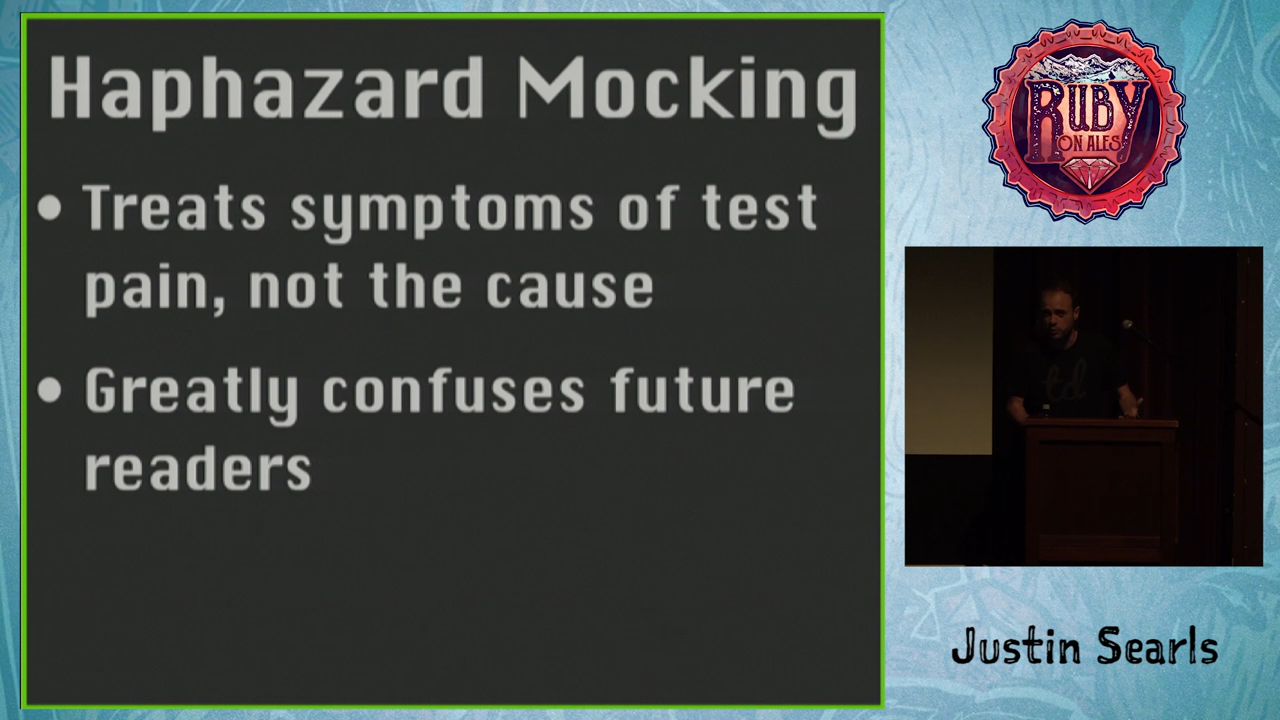 Haphazard Mocking
• Treats symptoms of test
pain, not the cause
• Greatly confuses future
readers
RUBY
ON ALES
td
Justin Searls